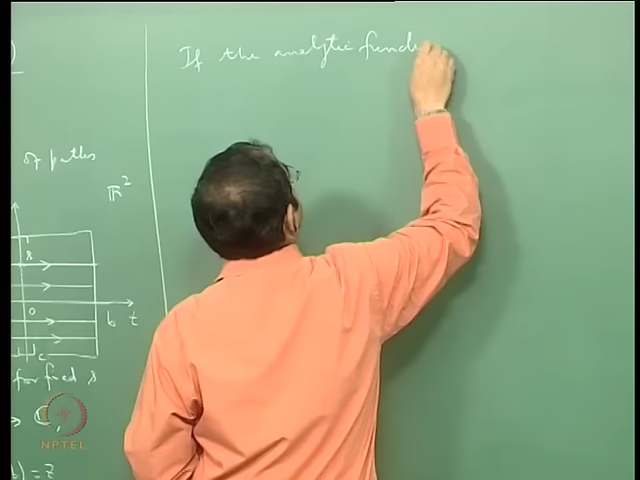 )
of paths
ℝ²
s
0
b t
c
for fixed s
→ ℂ,
) = z
If the analytic functi
NPTEL